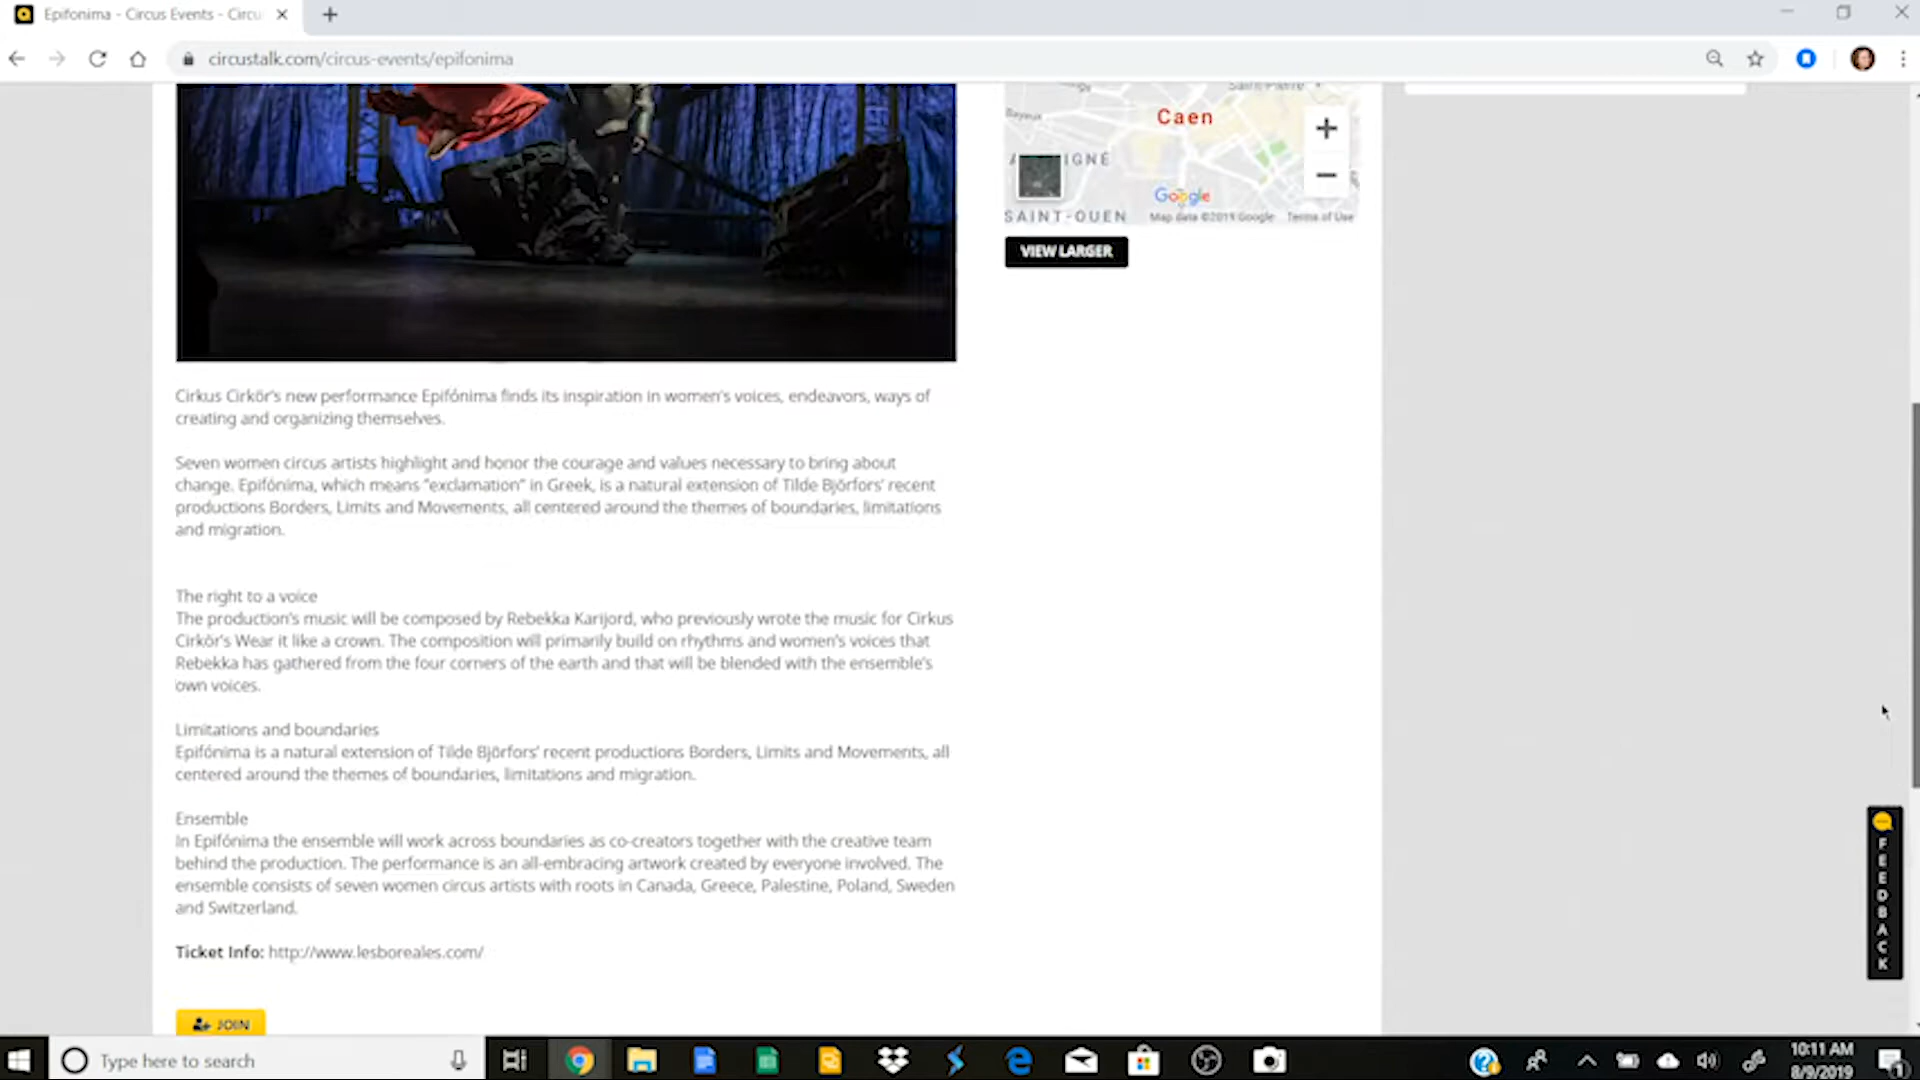 Epifonima - Circus Events - Circu
circustalk.com/circus-events/epifonima
Bayeux
Caen
IGNÉ
Google
SAINT-OUEN
Map data ©2019 Google
Terms of Use
VIEW LARGER
Cirkus Cirkör's new performance Epifónima finds its inspiration in women's voices, endeavors, ways of
creating and organizing themselves.
Seven women circus artists highlight and honor the courage and values necessary to bring about
change. Epifónima, which means "exclamation" in Greek, is a natural extension of Tilde Björfors' recent
productions Borders, Limits and Movements, all centered around the themes of boundaries, limitations
and migration.
The right to a voice
The production's music will be composed by Rebekka Karijord, who previously wrote the music for Cirkus
Cirkör's Wear it like a crown. The composition will primarily build on rhythms and women's voices that
Rebekka has gathered from the four corners of the earth and that will be blended with the ensemble's
own voices.
Limitations and boundaries
Epifónima is a natural extension of Tilde Björfors' recent productions Borders, Limits and Movements, all
centered around the themes of boundaries, limitations and migration.
Ensemble
In Epifónima the ensemble will work across boundaries as co-creators together with the creative team
behind the production. The performance is an all-embracing artwork created by everyone involved. The
ensemble consists of seven women circus artists with roots in Canada, Greece, Palestine, Poland, Sweden
and Switzerland.
Ticket Info: http://www.lesboreales.com/
JOIN
FEEDBACK
Type here to search
10:11 AM
8/9/2019
1